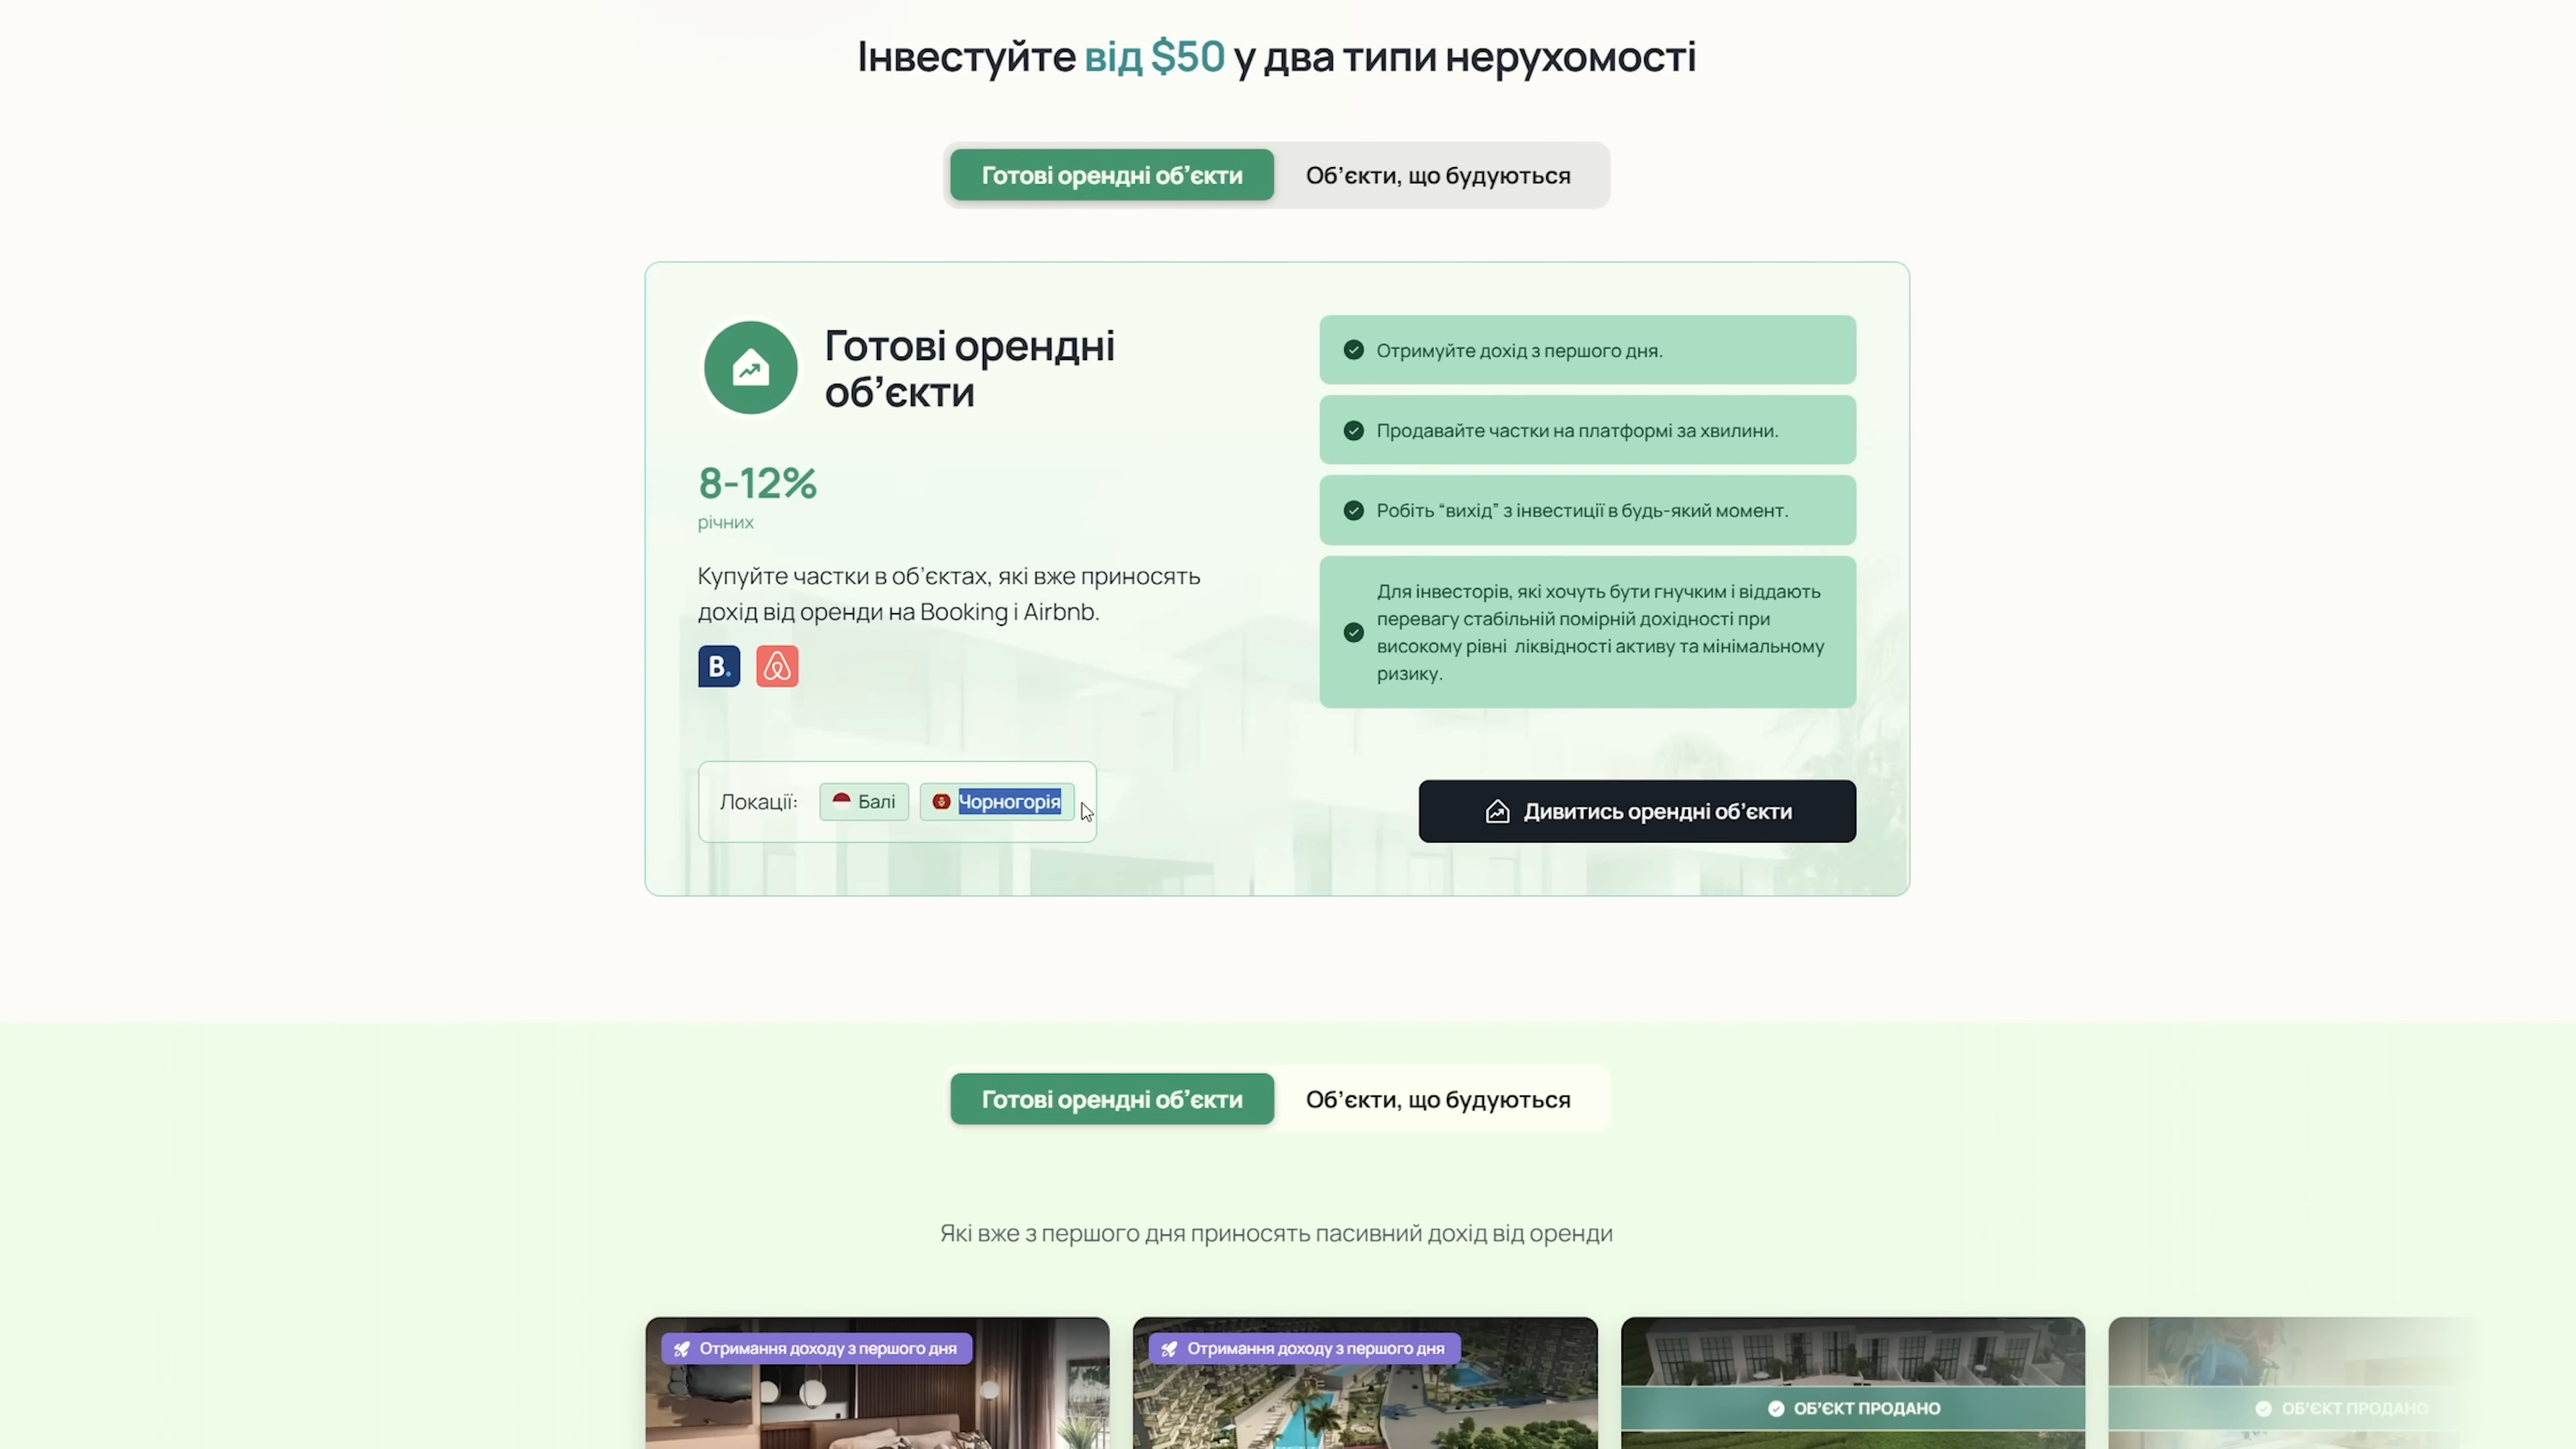 Інвестуйте від $50 у два типи нерухомості
Готові орендні об’єкти
Об’єкти, що будуються
Готові орендні
об’єкти
8-12%
річних
Купуйте частки в об’єктах, які вже приносять
дохід від оренди на Booking і Airbnb.
B.
Локації:
Балі
Чорногорія
Отримуйте дохід з першого дня.
Продавайте частки на платформі за хвилини.
Робіть “вихід” з інвестиції в будь-який момент.
Для інвесторів, які хочуть бути гнучким і віддають
перевагу стабільній помірній дохідності при
високому рівні ліквідності активу та мінімальному
ризику.
Дивитись орендні об’єкти
Готові орендні об’єкти
Об’єкти, що будуються
Які вже з першого дня приносять пасивний дохід від оренди
Отримання доходу з першого дня
Отримання доходу з першого дня
ОБ’ЄКТ ПРОДАНО
ОБ’ЄКТ ПРОДАНО